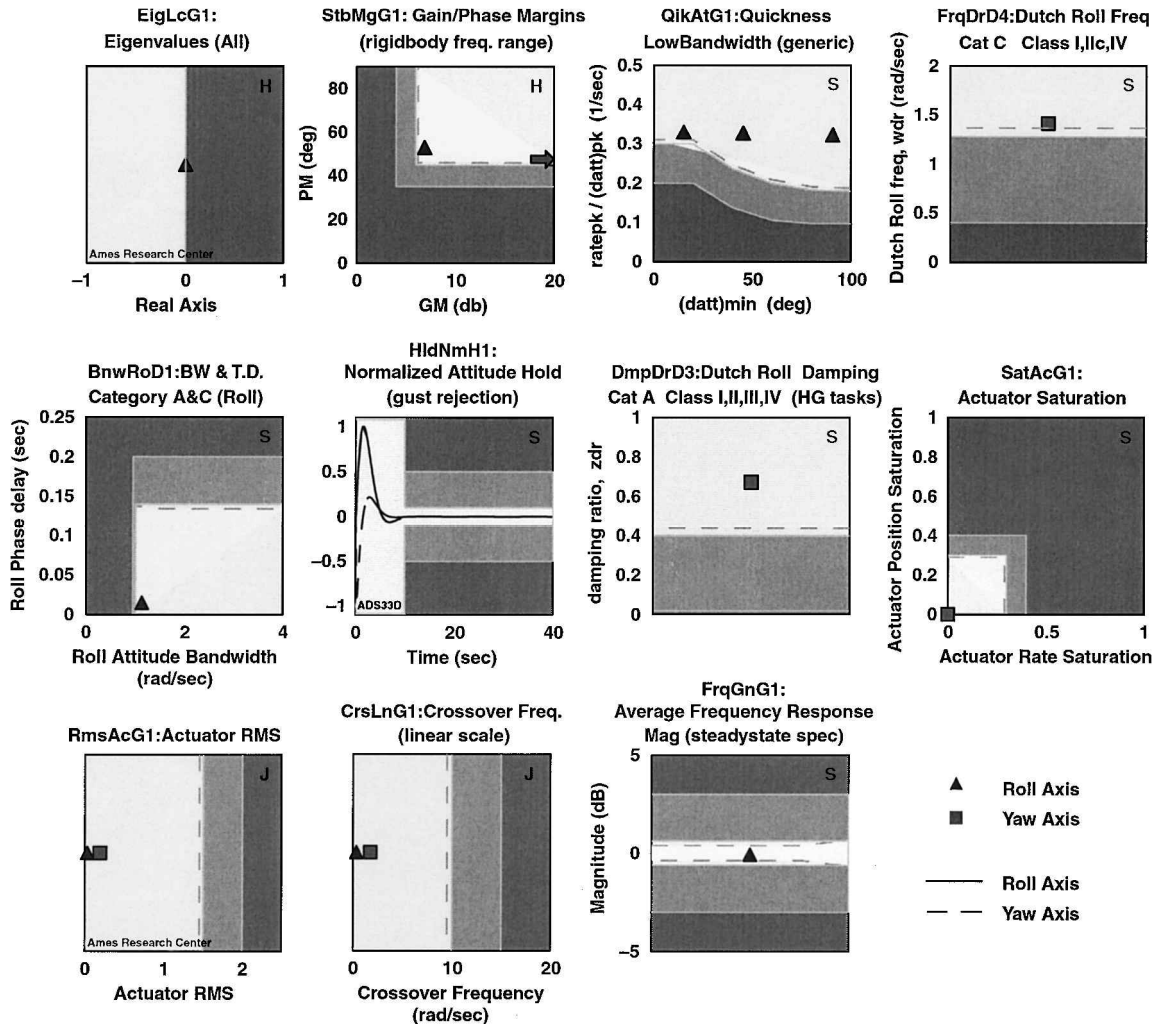 EigLcG1:
Eigenvalues (All)
H
Ames Research Center
−1
0
1
Real Axis
StbMgG1: Gain/Phase Margins
(rigidbody freq. range)
H
PM (deg)
80
60
40
20
0
0
10
20
GM (db)
QikAtG1:Quickness
LowBandwidth (generic)
S
ratepk / (datt)pk (1/sec)
0.5
0.4
0.3
0.2
0.1
0
50
100
(datt)min (deg)
FrqDrD4:Dutch Roll Freq
Cat C Class I,IIc,IV
S
Dutch Roll freq, wdr (rad/sec)
2
1.5
1
0.5
0
BnwRoD1:BW & T.D.
Category A&C (Roll)
S
Roll Phase delay (sec)
0.25
0.2
0.15
0.1
0.05
0
0
2
4
Roll Attitude Bandwidth
(rad/sec)
HldNmH1:
Normalized Attitude Hold
(gust rejection)
S
1
0.5
0
−0.5
−1
ADS33D
0
20
40
Time (sec)
DmpDrD3:Dutch Roll Damping
Cat A Class I,II,III,IV (HG tasks)
S
damping ratio, zdr
1
0.8
0.6
0.4
0.2
0
SatAcG1:
Actuator Saturation
S
Actuator Position Saturation
1
0.8
0.6
0.4
0.2
0
0
0.5
1
Actuator Rate Saturation
RmsAcG1:Actuator RMS
J
Ames Research Center
0
1
2
Actuator RMS
CrsLnG1:Crossover Freq.
(linear scale)
J
0
10
20
Crossover Frequency
(rad/sec)
FrqGnG1:
Average Frequency Response
Mag (steadystate spec)
S
Magnitude (dB)
5
0
−5
Roll Axis
Yaw Axis
Roll Axis
Yaw Axis